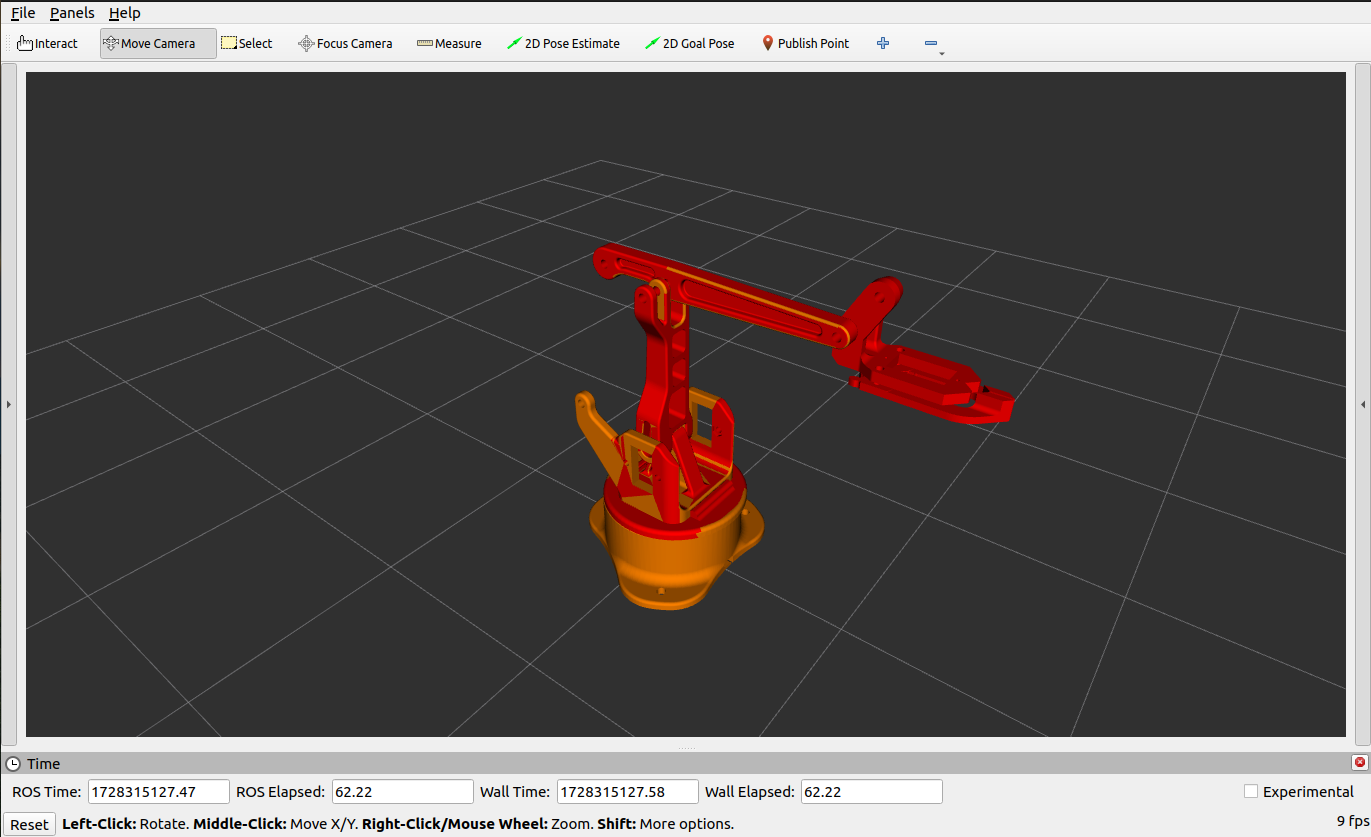 File Panels Help
Interact Move Camera Select Focus Camera Measure 2D Pose Estimate 2D Goal Pose Publish Point
Time
ROS Time: 1728315127.47 ROS Elapsed: 62.22 Wall Time: 1728315127.58 Wall Elapsed: 62.22 Experimental
Reset Left-Click: Rotate. Middle-Click: Move X/Y. Right-Click/Mouse Wheel: Zoom. Shift: More options. 9 fps